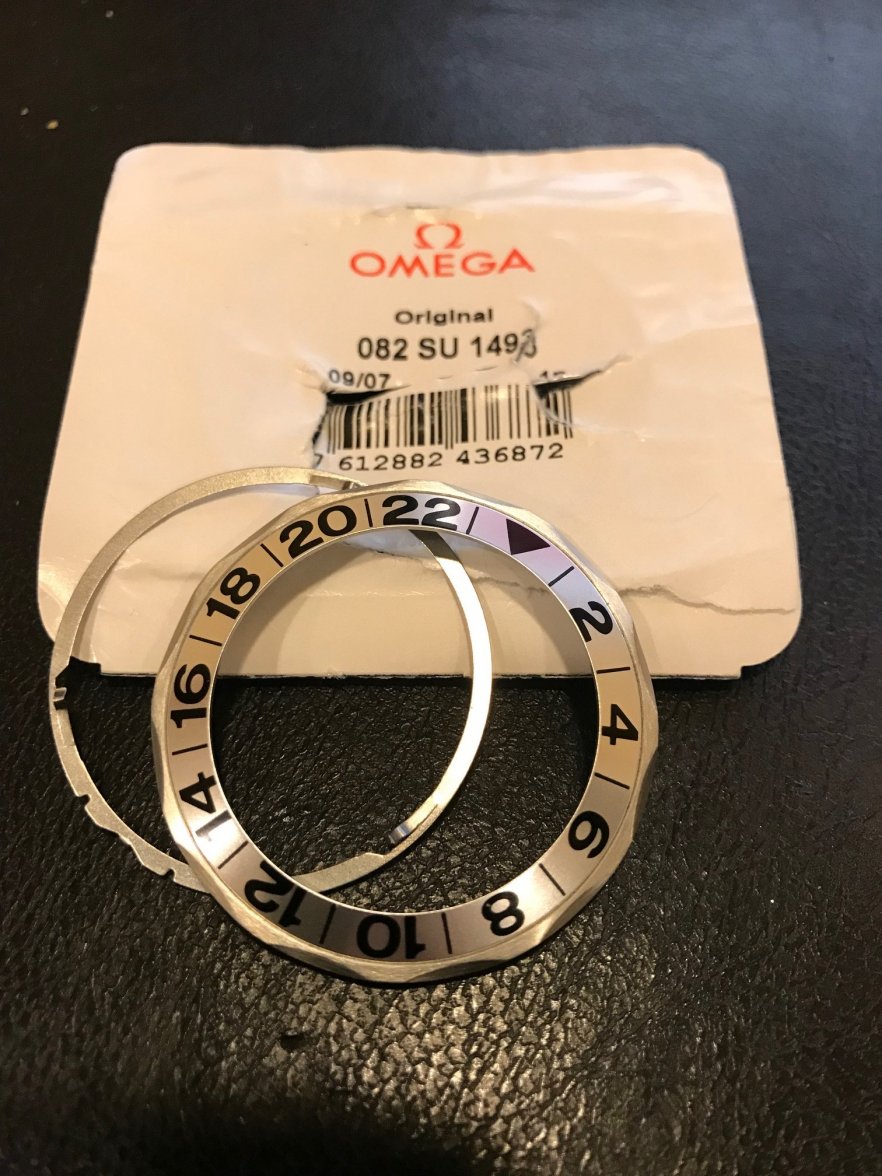 Ω
OMEGA
Original
082 SU
09/07
7 612882 436872
2 4 6 8 10 12 14 16 18 20 22